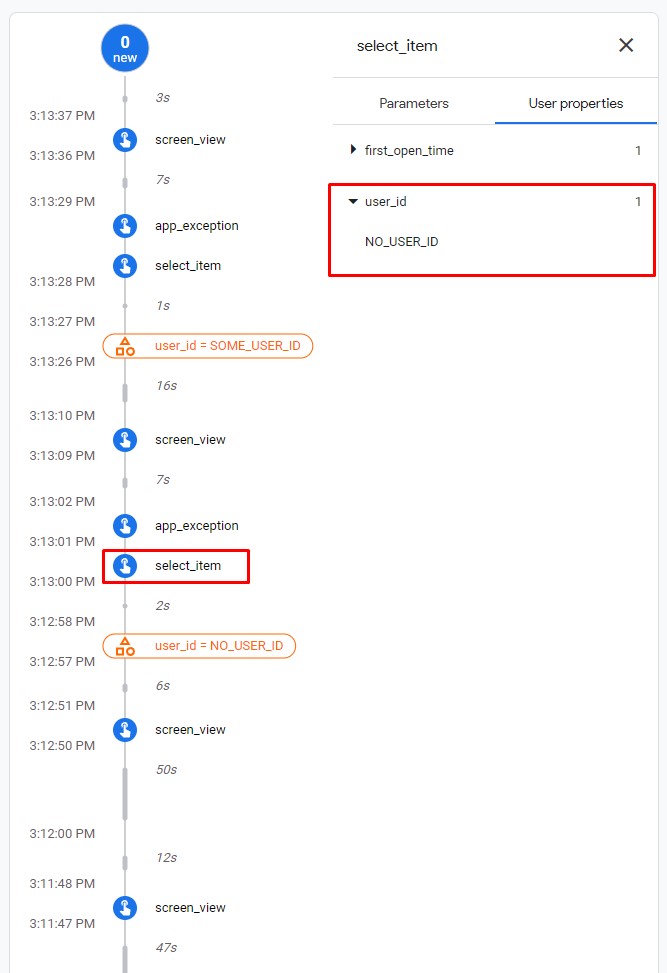 0
new
3s
3:13:37 PM
screen_view
3:13:36 PM
7s
3:13:29 PM
app_exception
select_item
3:13:28 PM
1s
3:13:27 PM
user_id = SOME_USER_ID
3:13:26 PM
16s
3:13:10 PM
screen_view
3:13:09 PM
7s
3:13:02 PM
app_exception
3:13:01 PM
select_item
3:13:00 PM
2s
3:12:58 PM
user_id = NO_USER_ID
3:12:57 PM
6s
3:12:51 PM
screen_view
3:12:50 PM
50s
3:12:00 PM
12s
3:11:48 PM
screen_view
3:11:47 PM
47s
select_item
Parameters User properties
first_open_time 1
user_id 1
NO_USER_ID